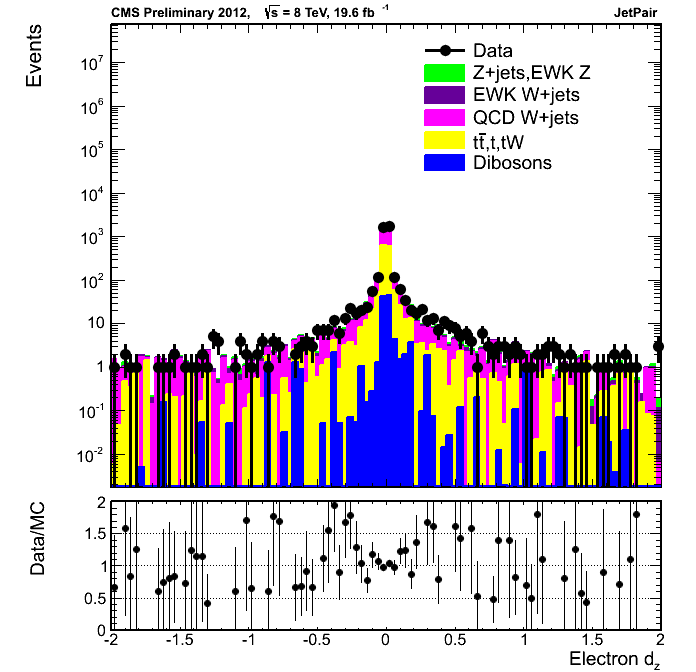 CMS Preliminary 2012, √s = 8 TeV, 19.6 fb⁻¹ JetPair
Events
10⁷
10⁶
10⁵
10⁴
10³
10²
10
1
10⁻¹
10⁻²
Data
Z+jets,EWK Z
EWK W+jets
QCD W+jets
tt̅,t,tW
Dibosons
Data/MC
2
1.5
1
0.5
0
-2 -1.5 -1 -0.5 0 0.5 1 1.5 2
Electron d_z